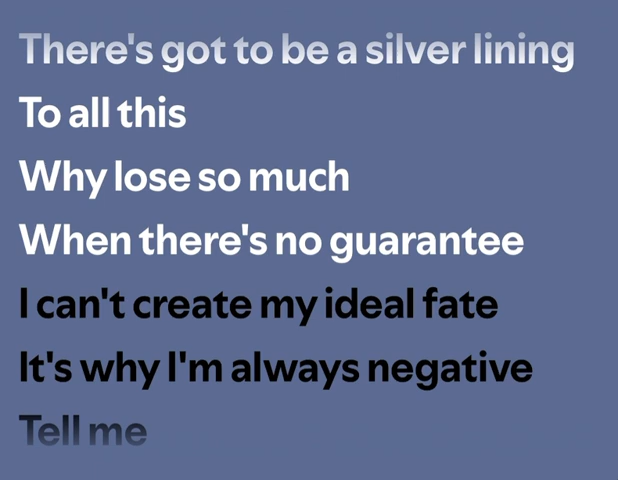 There's got to be a silver lining
To all this
Why lose so much
When there's no guarantee
I can't create my ideal fate
It's why I'm always negative
Tell me